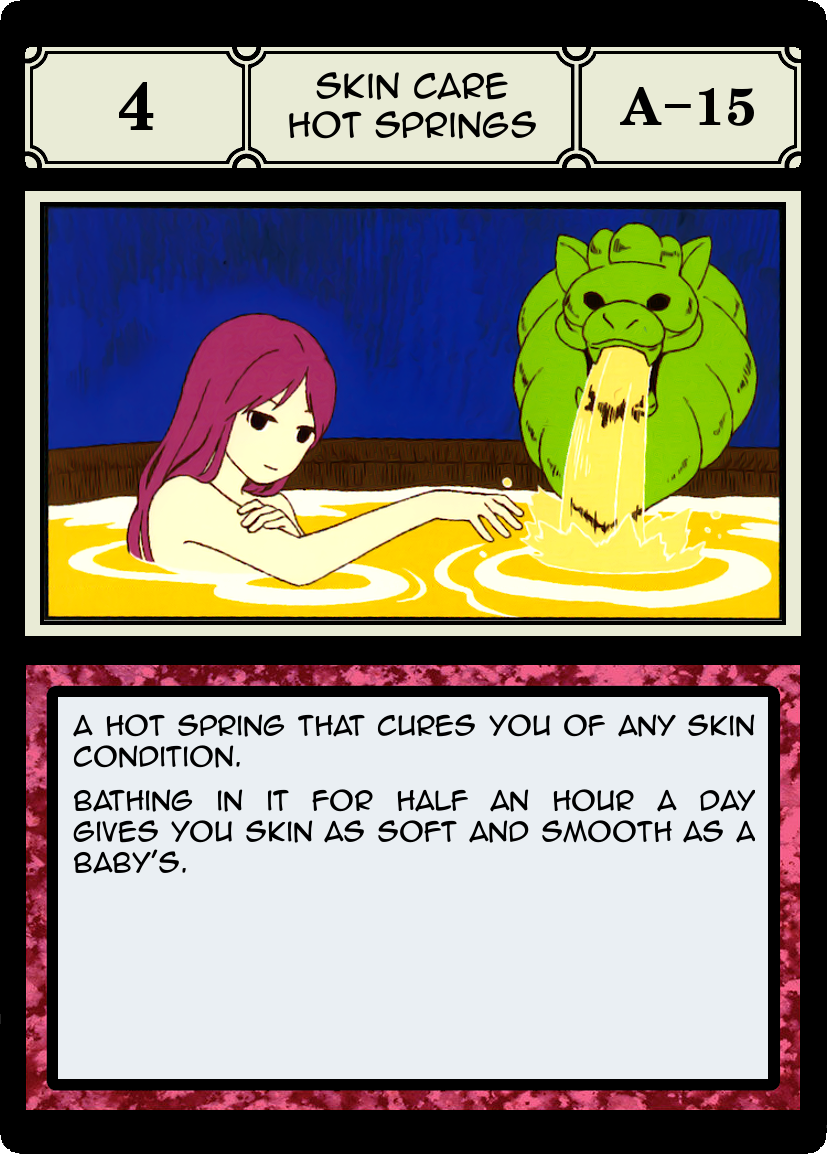 4
SKIN CARE
HOT SPRINGS
A-15
A HOT SPRING THAT CURES YOU OF ANY SKIN
CONDITION.
BATHING IN IT FOR HALF AN HOUR A DAY
GIVES YOU SKIN AS SOFT AND SMOOTH AS A
BABY'S.